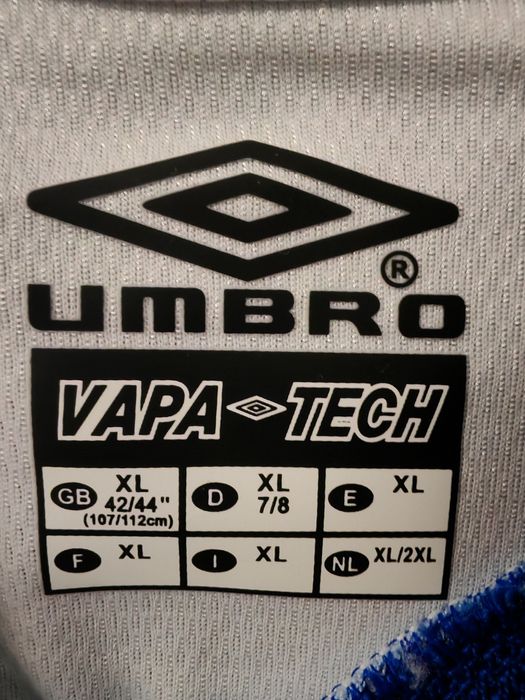 ®
UMBRO
VAPA TECH
GB XL 42/44"
(107/112cm)
D XL 7/8
E XL
F XL
I XL
NL XL/2XL